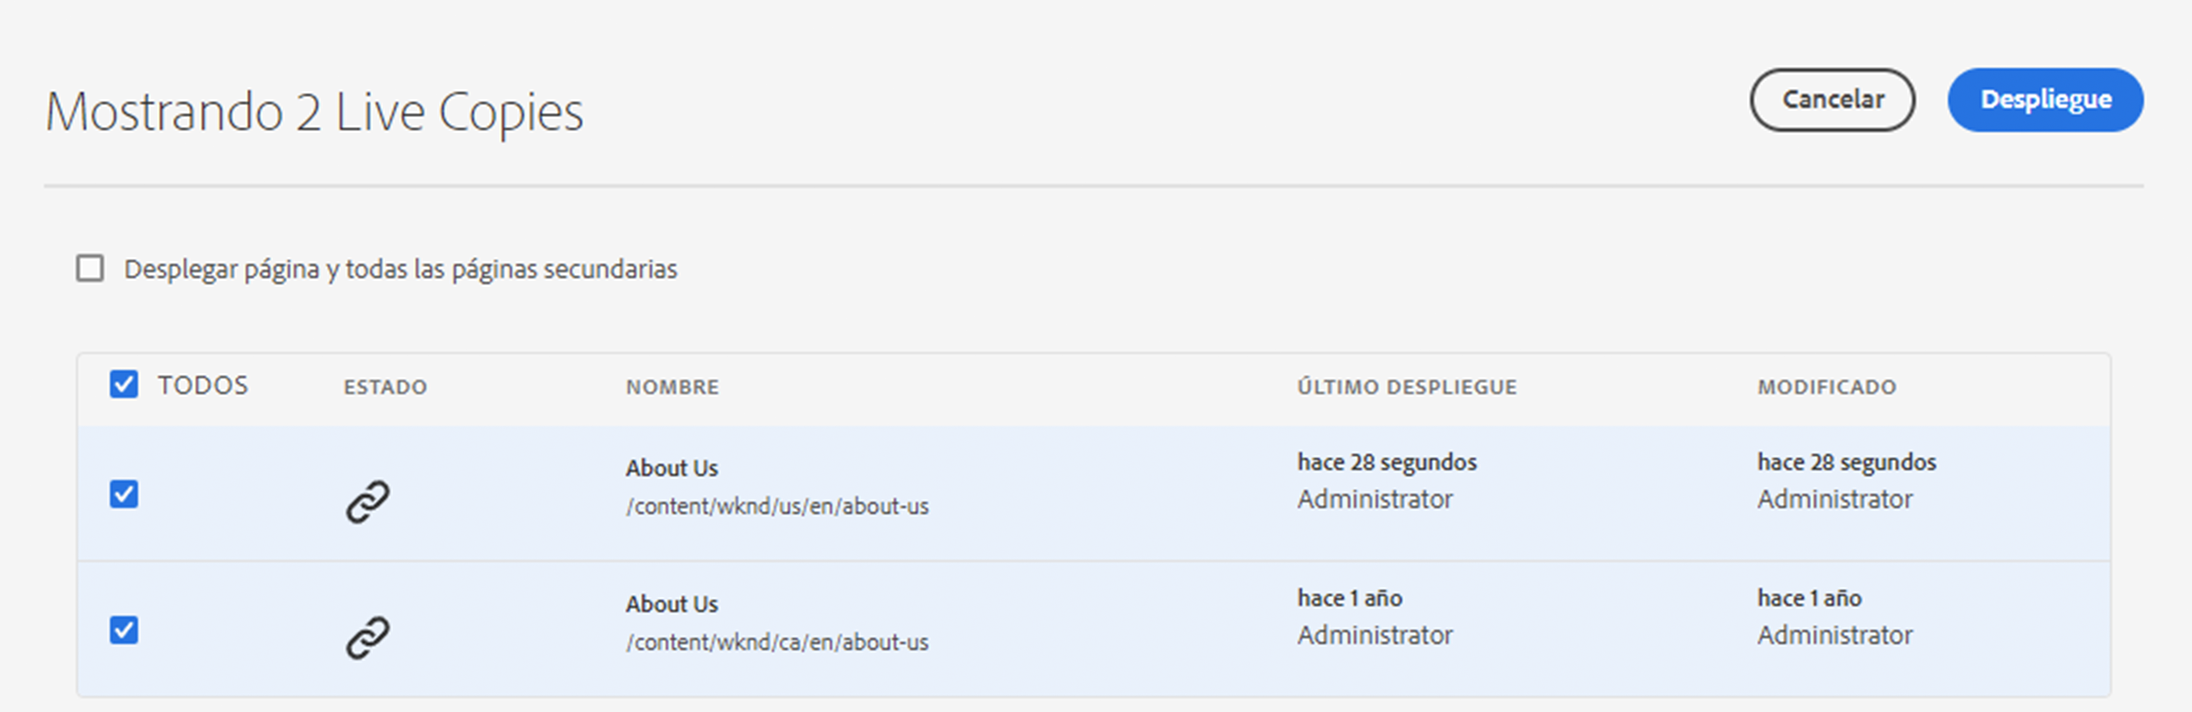 Mostrando 2 Live Copies
Cancelar
Despliegue
Desplegar página y todas las páginas secundarias
TODOS ESTADO NOMBRE ÚLTIMO DESPLIEGUE MODIFICADO
About Us hace 28 segundos hace 28 segundos
/content/wknd/us/en/about-us Administrator Administrator
About Us hace 1 año hace 1 año
/content/wknd/ca/en/about-us Administrator Administrator